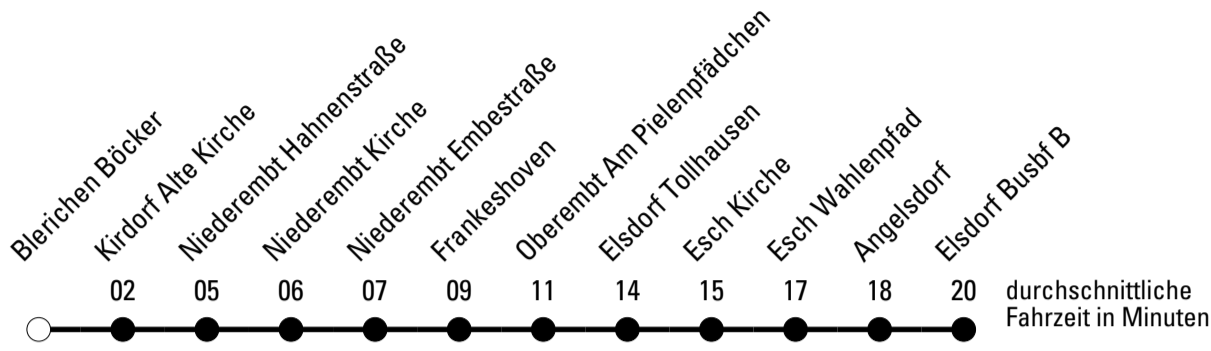 Blerichen Böcker
Kirdorf Alte Kirche
Niederembt Hahnenstraße
Niederembt Kirche
Niederembt Embestraße
Frankeshoven
Oberembt Am Pielenpfädchen
Elsdorf Tollhausen
Esch Kirche
Esch Wahlenpfad
Angelsdorf
Elsdorf Busbf B
02 05 06 07 09 11 14 15 17 18 20 durchschnittliche
Fahrzeit in Minuten